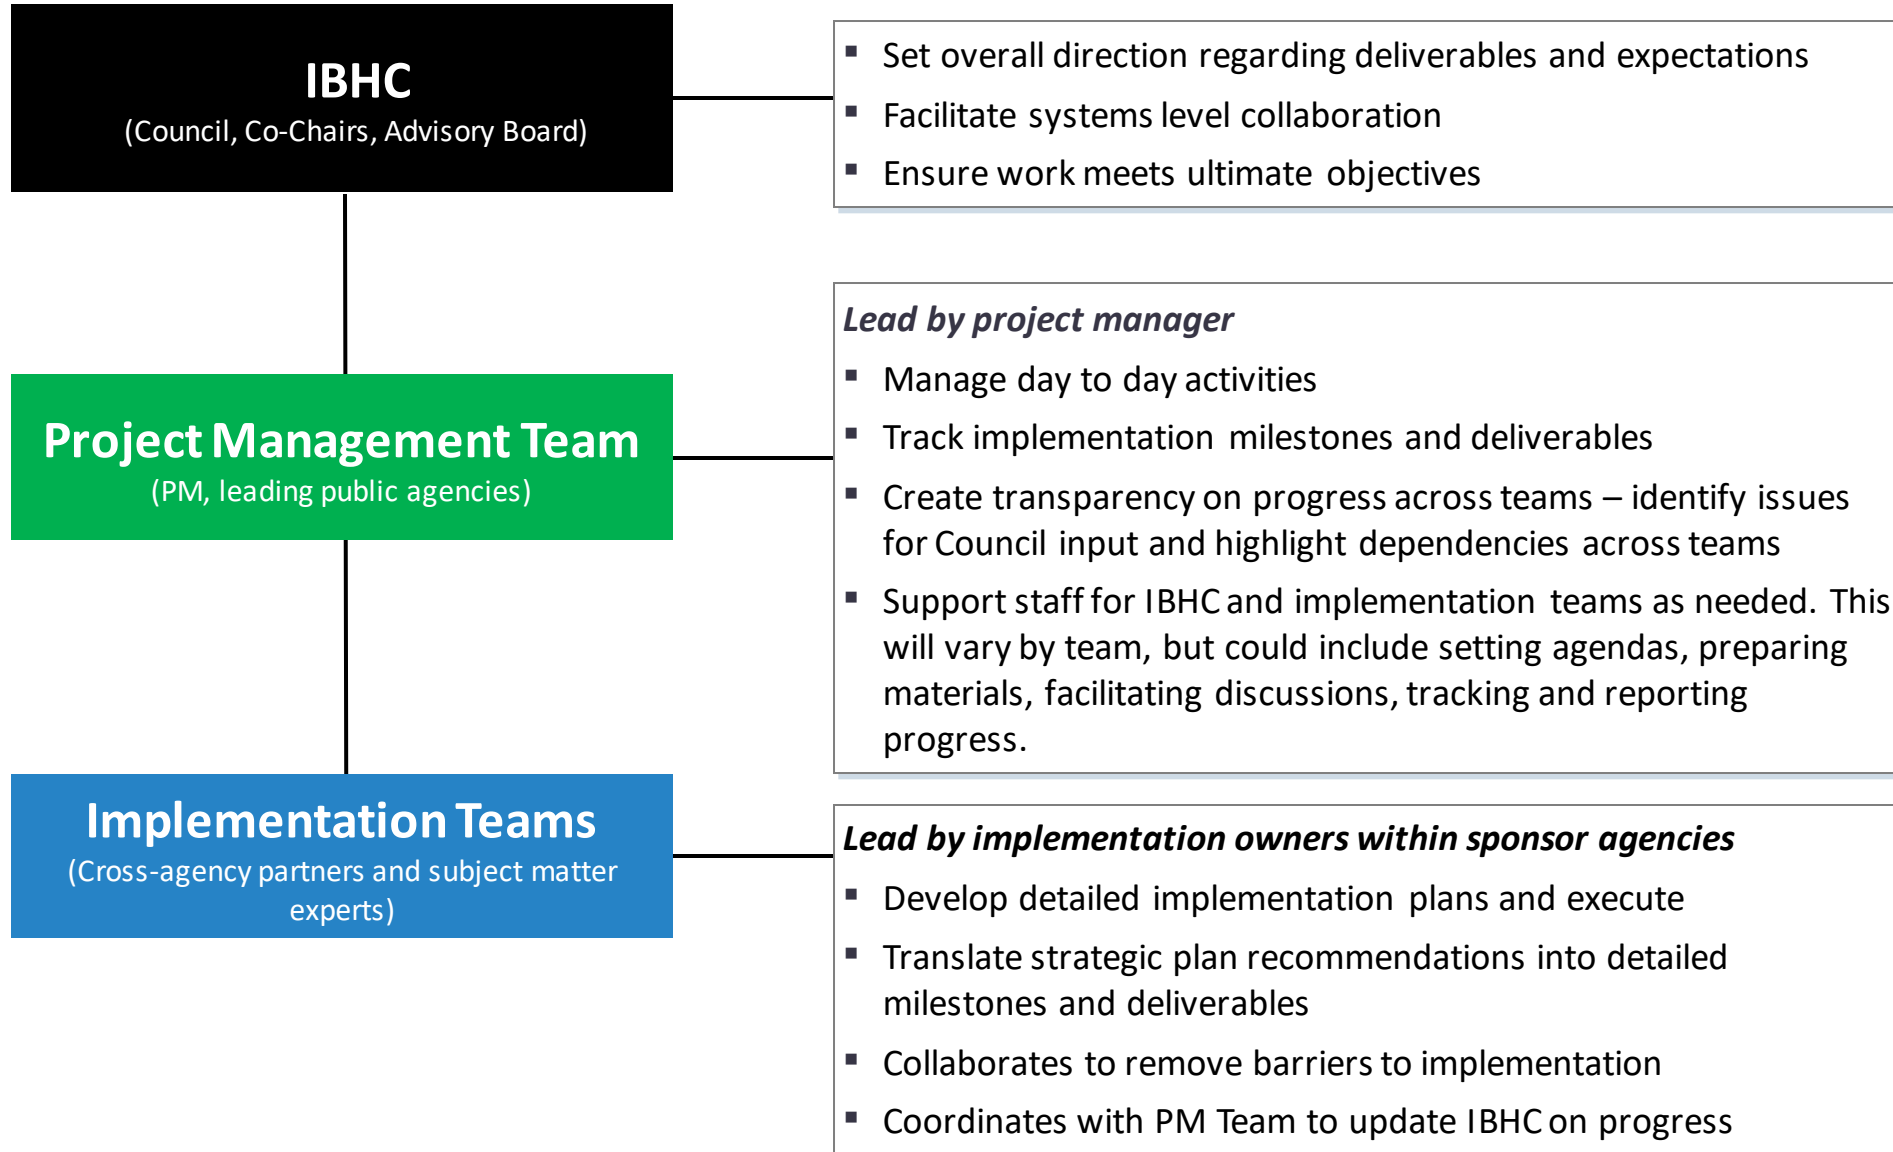 IBHC
(Council, Co-Chairs, Advisory Board)
▪ Set overall direction regarding deliverables and expectations
▪ Facilitate systems level collaboration
▪ Ensure work meets ultimate objectives
Project Management Team
(PM, leading public agencies)
Lead by project manager
▪ Manage day to day activities
▪ Track implementation milestones and deliverables
▪ Create transparency on progress across teams – identify issues
for Council input and highlight dependencies across teams
▪ Support staff for IBHC and implementation teams as needed. This
will vary by team, but could include setting agendas, preparing
materials, facilitating discussions, tracking and reporting
progress.
Implementation Teams
(Cross-agency partners and subject matter
experts)
Lead by implementation owners within sponsor agencies
▪ Develop detailed implementation plans and execute
▪ Translate strategic plan recommendations into detailed
milestones and deliverables
▪ Collaborates to remove barriers to implementation
▪ Coordinates with PM Team to update IBHC on progress